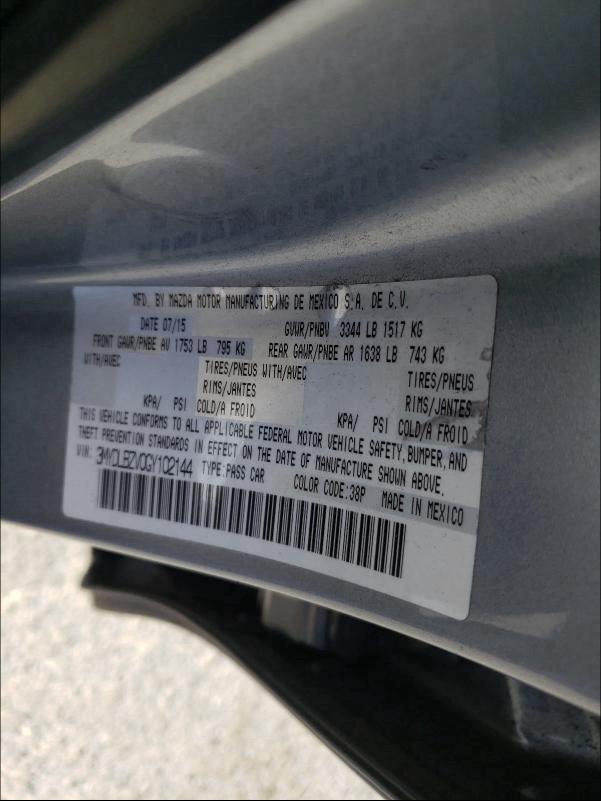 MFD. BY MAZDA MOTOR MANUFACTURING DE MEXICO S.A. DE C.V.
DATE 07/15 GVWR/PNBV 3344 LB 1517 KG
FRONT GAWR/PNBE AV 1753 LB 795 KG REAR GAWR/PNBE AR 1638 LB 743 KG
WITH/AVEC TIRES/PNEUS WITH/AVEC TIRES/PNEUS
RIMS/JANTES RIMS/JANTES
KPA/ PSI COLD/A FROID KPA/ PSI COLD/A FROID
THIS VEHICLE CONFORMS TO ALL APPLICABLE FEDERAL MOTOR VEHICLE SAFETY, BUMPER, AND
THEFT PREVENTION STANDARDS IN EFFECT ON THE DATE OF MANUFACTURE SHOWN ABOVE.
VIN: 3MYDLBZV0GY102144 TYPE:PASS CAR COLOR CODE:38P MADE IN MEXICO